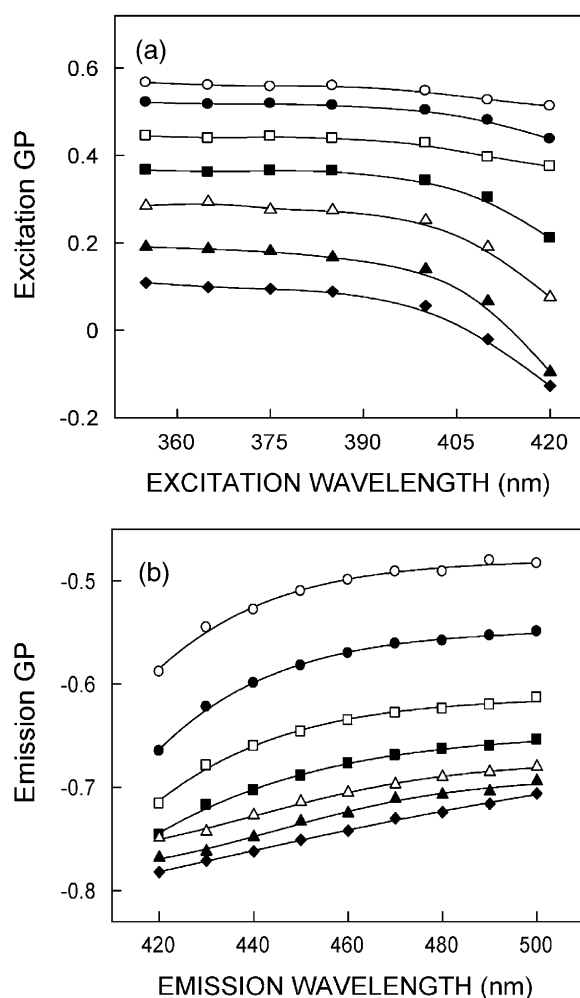 (a)
Excitation GP
0.6
0.4
0.2
0
-0.2
360 375 390 405 420
EXCITATION WAVELENGTH (nm)
(b)
Emission GP
-0.5
-0.6
-0.7
-0.8
420 440 460 480 500
EMISSION WAVELENGTH (nm)